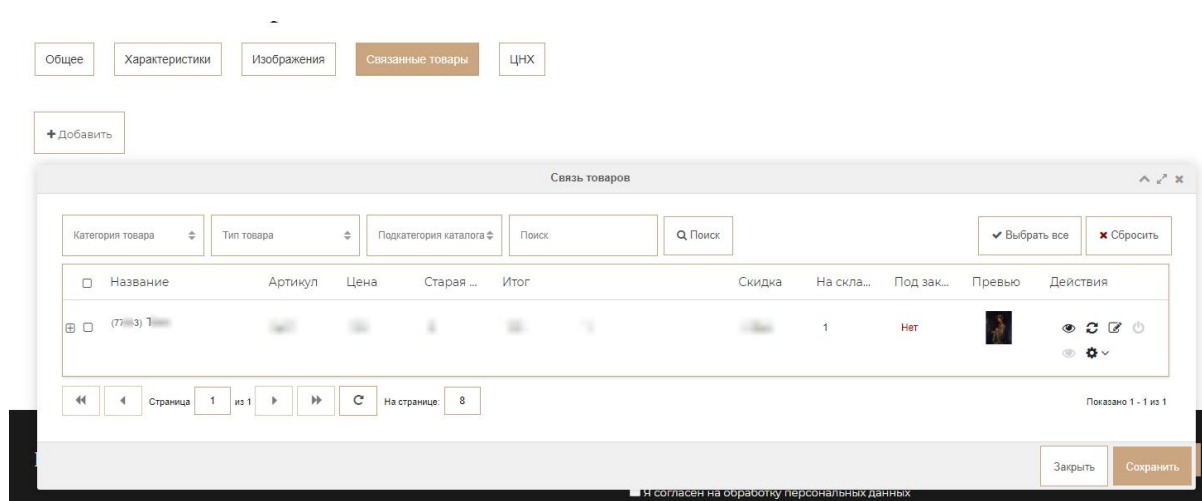 Общее Характеристики Изображения Связанные товары ЦНХ
Добавить
Связь товаров
Категория товара Тип товара Подкатегория каталога Поиск Поиск Выбрать все Сбросить
Название Артикул Цена Старая ... Итог Скидка На скла... Под зак... Превью Действия
1 Нет
Страница 1 из 1 На странице: 8 Показано 1 - 1 из 1
Закрыть Сохранить
Я согласен на обработку персональных данных